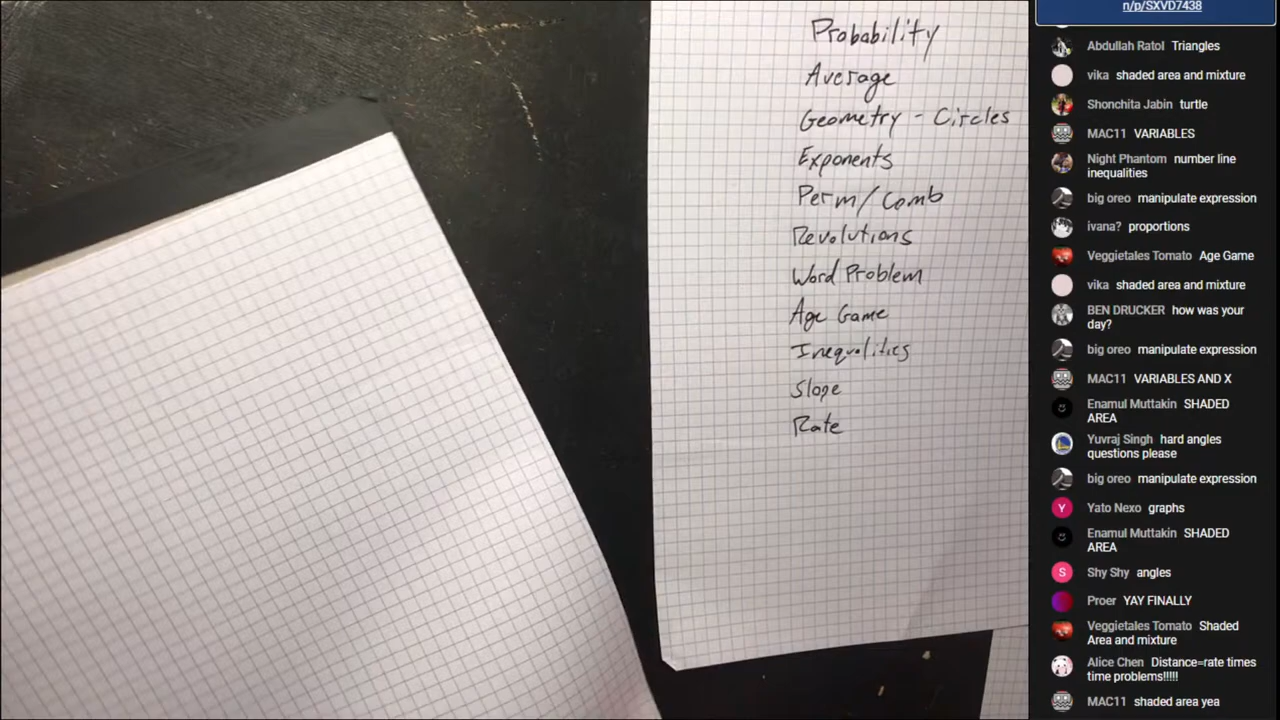 Probability
Average
Geometry - Circles
Exponents
Perm/Comb
Revolutions
Word Problem
Age Game
Inequalities
Slope
Rate
n/p/SXVD7438
Abdullah Ratol Triangles
vika shaded area and mixture
Shonchita Jabin turtle
MAC11 VARIABLES
Night Phantom number line
inequalities
big oreo manipulate expression
ivana? proportions
Veggietales Tomato Age Game
vika shaded area and mixture
BEN DRUCKER how was your
day?
big oreo manipulate expression
MAC11 VARIABLES AND X
Enamul Muttakin SHADED
AREA
Yuvraj Singh hard angles
questions please
big oreo manipulate expression
Y
Yato Nexo graphs
Enamul Muttakin SHADED
AREA
S
Shy Shy angles
Proer YAY FINALLY
Veggietales Tomato Shaded
Area and mixture
Alice Chen Distance=rate times
time problems!!!!!
MAC11 shaded area yea